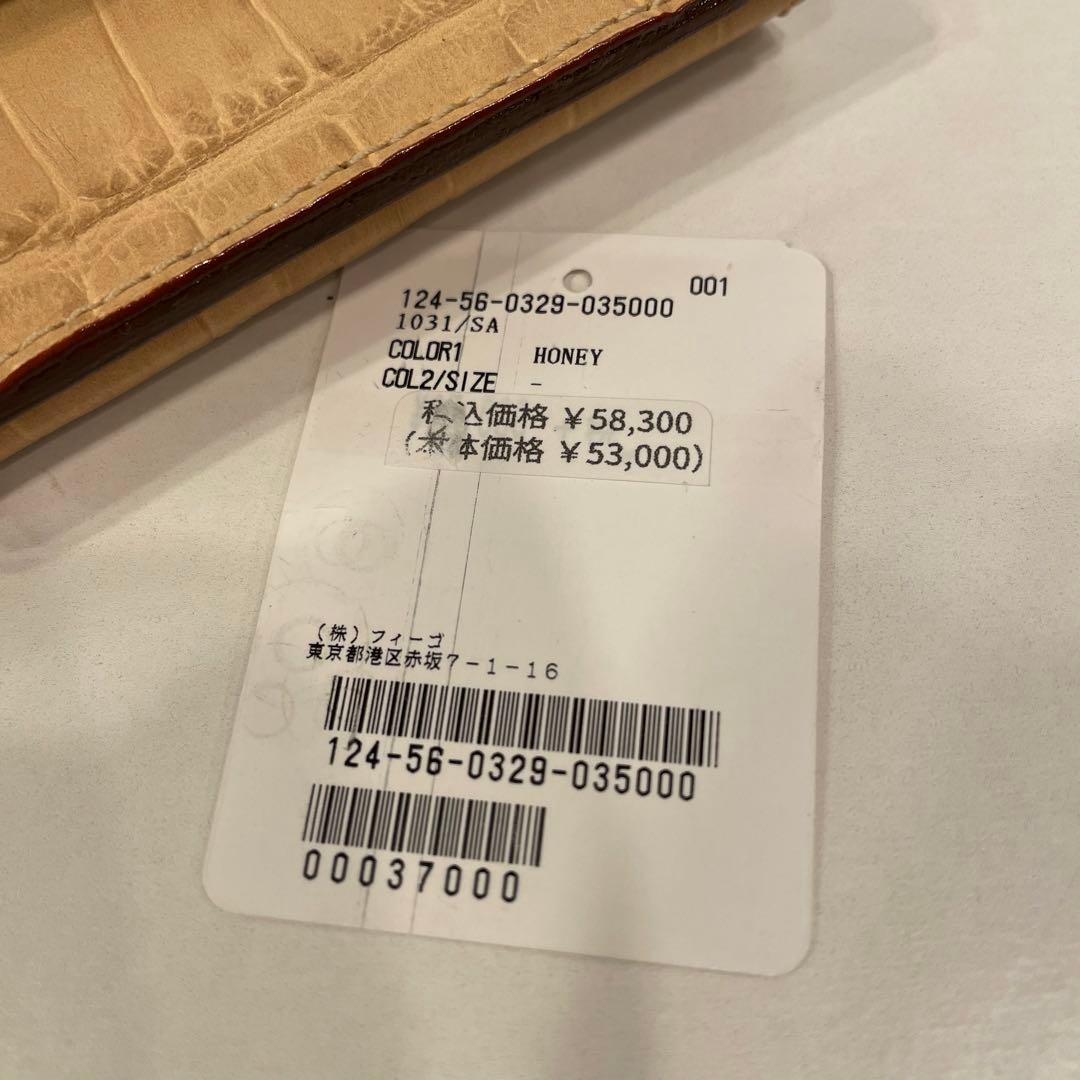 001
124-56-0329-035000
1031/SA
COLOR1 HONEY
COL2/SIZE -
税込価格 ¥58,300
(本体価格 ¥53,000)
(株)フィーゴ
東京都港区赤坂7-1-16
124-56-0329-035000
00037000